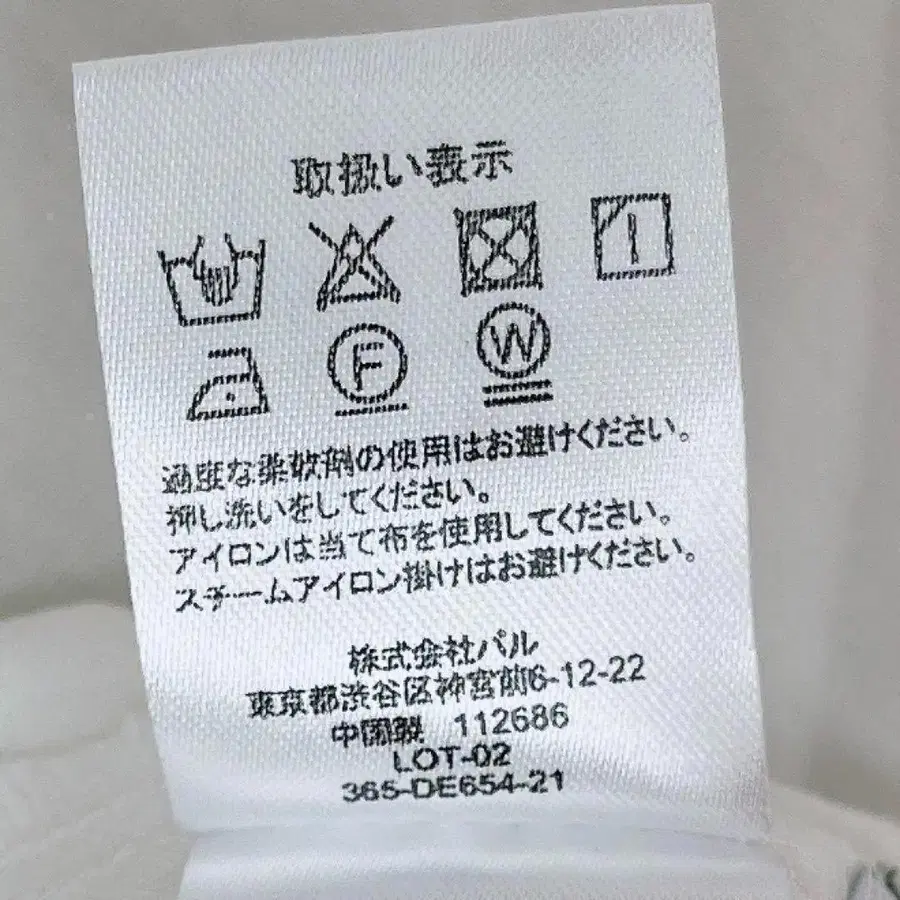 取扱い表示
F
W
過度な柔軟剤の使用はお避けください。
押し洗いをしてください。
アイロンは当て布を使用してください。
スチームアイロン掛けはお避けください。
株式会社パル
東京都渋谷区神宮前6-12-22
中国製 112686
LOT-02
365-DE654-21